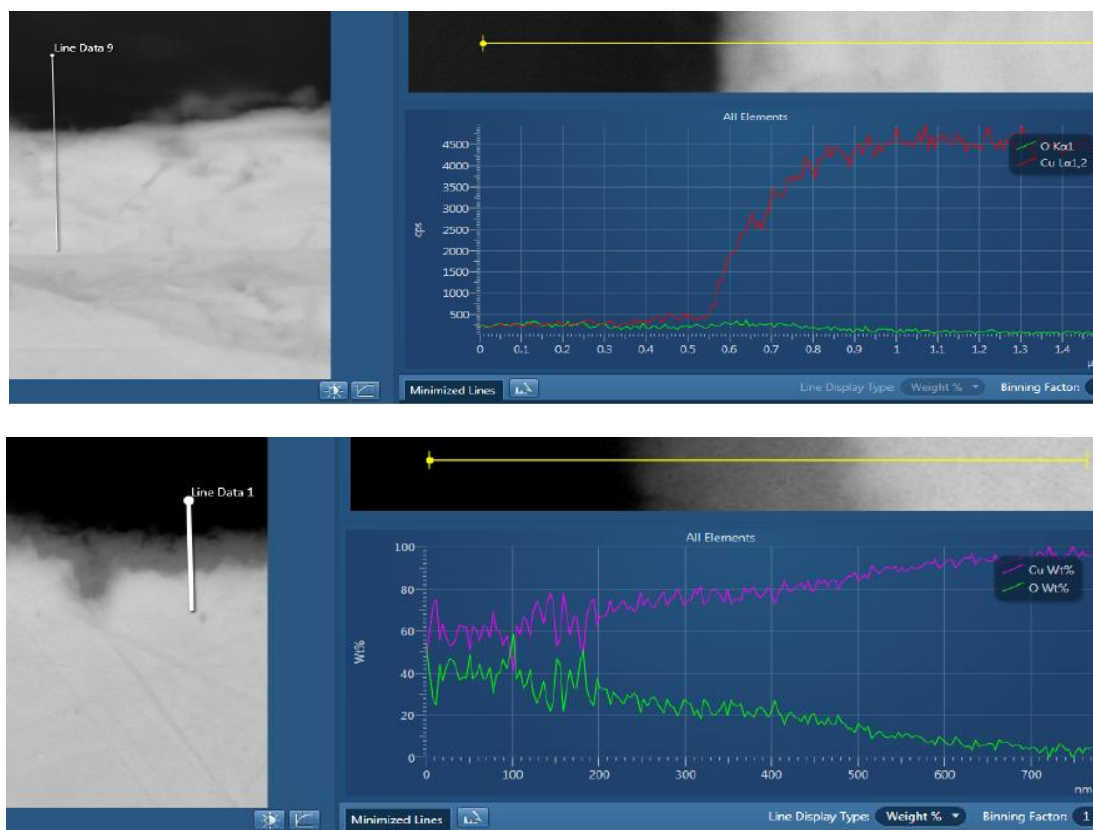 Line Data 9
All Elements
O Kα1
Cu Lα1,2
cps
4500
4000
3500
3000
2500
2000
1500
1000
500
0 0.1 0.2 0.3 0.4 0.5 0.6 0.7 0.8 0.9 1 1.1 1.2 1.3 1.4
Minimized Lines Line Display Type: Weight % Binning Factor:
Line Data 1
All Elements
Cu Wt%
O Wt%
Wt%
100
80
60
40
20
0
0 100 200 300 400 500 600 700
nm
Minimized Lines Line Display Type: Weight % Binning Factor: 1